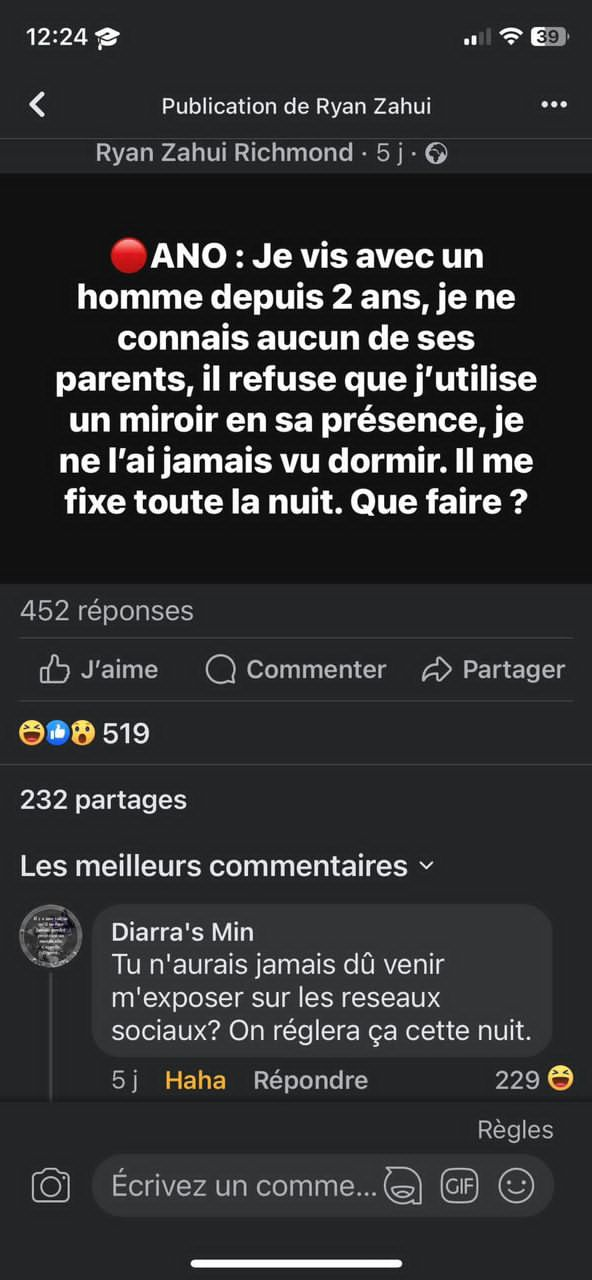 12:24
39
Publication de Ryan Zahui
Ryan Zahui Richmond · 5 j ·
🔴ANO : Je vis avec un
homme depuis 2 ans, je ne
connais aucun de ses
parents, il refuse que j’utilise
un miroir en sa présence, je
ne l’ai jamais vu dormir. Il me
fixe toute la nuit. Que faire ?
452 réponses
J’aime Commenter Partager
😆👍😮 519
232 partages
Les meilleurs commentaires
Diarra's Min
Tu n'aurais jamais dû venir
m'exposer sur les reseaux
sociaux? On réglera ça cette nuit.
5 j Haha Répondre 229 😆
Règles
Écrivez un comme... GIF